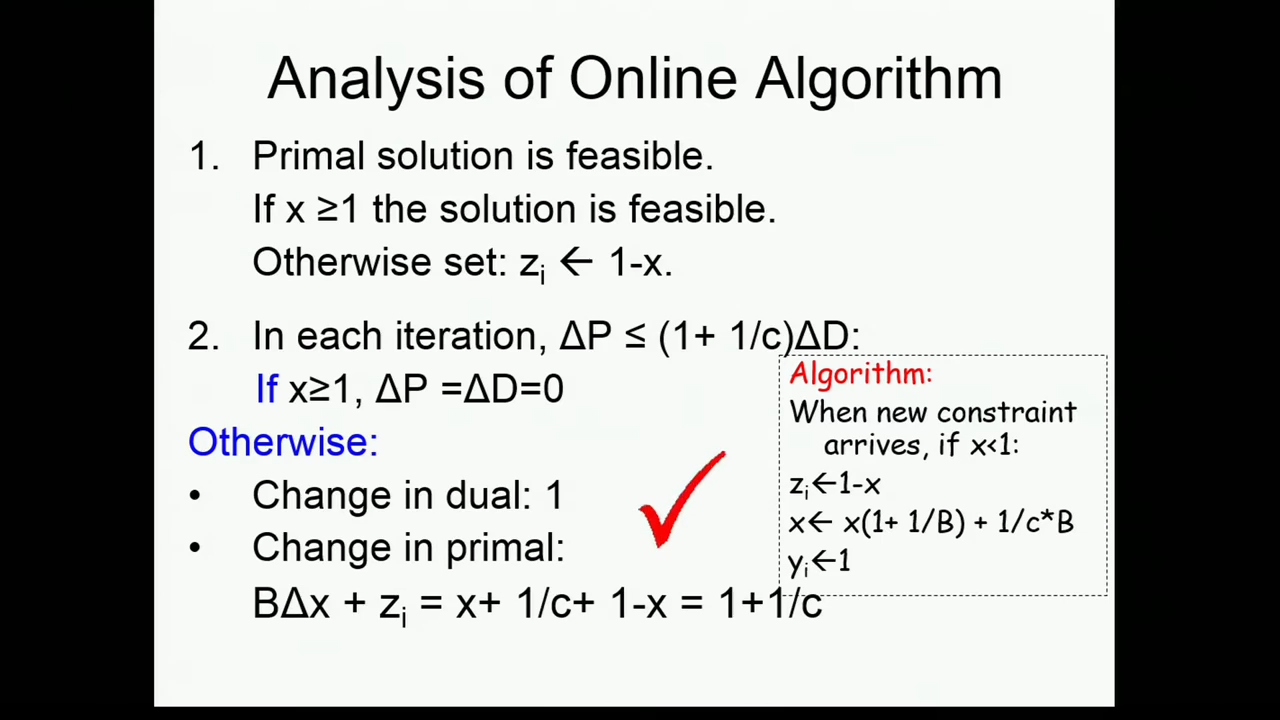 Analysis of Online Algorithm
1. Primal solution is feasible.
If x ≥1 the solution is feasible.
Otherwise set: zᵢ ← 1-x.
2. In each iteration, ΔP ≤ (1+ 1/c)ΔD:
If x≥1, ΔP =ΔD=0
Otherwise:
• Change in dual: 1
• Change in primal:
BΔx + zᵢ = x+ 1/c+ 1-x = 1+1/c
Algorithm:
When new constraint
arrives, if x<1:
zᵢ←1-x
x← x(1+ 1/B) + 1/c*B
yᵢ←1